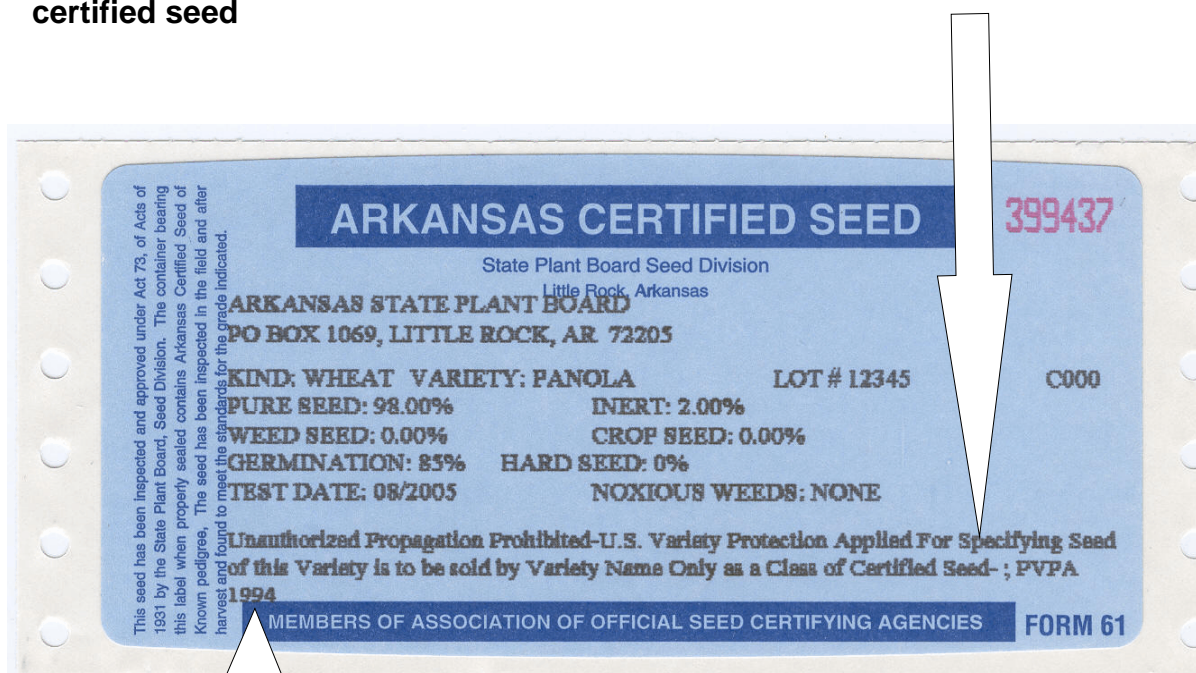 certified seed
ARKANSAS CERTIFIED SEED
399437
State Plant Board Seed Division
Little Rock, Arkansas
ARKANSAS STATE PLANT BOARD
PO BOX 1069, LITTLE ROCK, AR 72205
KIND: WHEAT VARIETY: PANOLA LOT # 12345 C000
PURE SEED: 98.00% INERT: 2.00%
WEED SEED: 0.00% CROP SEED: 0.00%
GERMINATION: 85% HARD SEED: 0%
TEST DATE: 08/2005 NOXIOUS WEEDS: NONE
Unauthorized Propagation Prohibited-U.S. Variety Protection Applied For Specifying Seed
of this Variety is to be sold by Variety Name Only as a Class of Certified Seed- ; PVPA
1994
MEMBERS OF ASSOCIATION OF OFFICIAL SEED CERTIFYING AGENCIES
FORM 61
This seed has been inspected and approved under Act 73, of Acts of
1931 by the State Plant Board, Seed Division. The container bearing
this label when properly sealed contains Arkansas Certified Seed of
Known pedigree, The seed has been inspected in the field and after
harvest and found to meet the standards for the grade indicated.